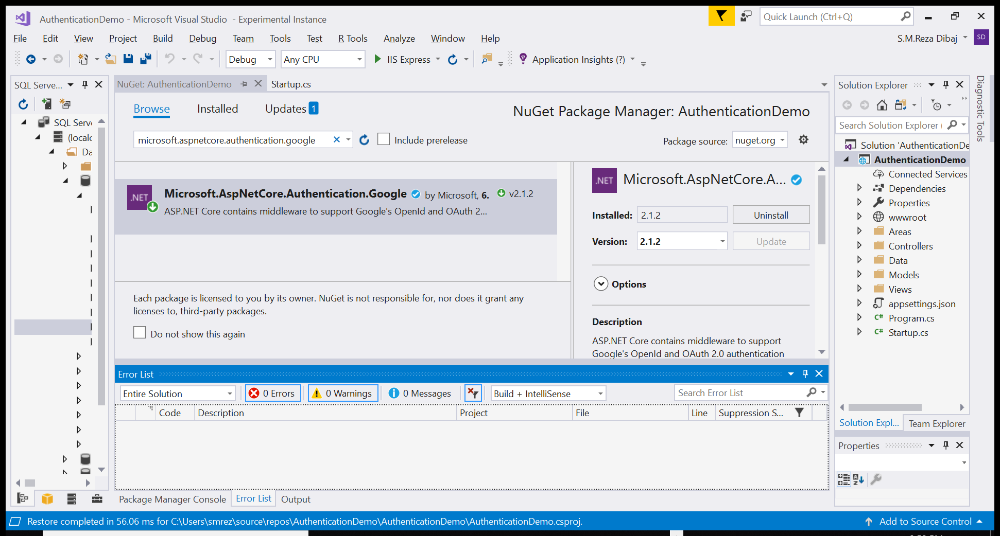 AuthenticationDemo - Microsoft Visual Studio - Experimental Instance
Quick Launch (Ctrl+Q)
File Edit View Project Build Debug Team Tools Test R Tools Analyze Window Help
S.M.Reza Dibaj SD
Debug Any CPU IIS Express Application Insights (?)
SQL Serve...
SQL Serv
(localc
Da
NuGet: AuthenticationDemo Startup.cs
Browse Installed Updates 1
NuGet Package Manager: AuthenticationDemo
microsoft.aspnetcore.authentication.google Include prerelease
Package source: nuget.org
.NET Microsoft.AspNetCore.Authentication.Google by Microsoft, 6. v2.1.2
ASP.NET Core contains middleware to support Google's OpenId and OAuth 2...
Each package is licensed to you by its owner. NuGet is not responsible for, nor does it grant any
licenses to, third-party packages.
Do not show this again
.NET Microsoft.AspNetCore.A...
Installed: 2.1.2 Uninstall
Version: 2.1.2 Update
Options
Description
ASP.NET Core contains middleware to support
Google's OpenId and OAuth 2.0 authentication
Error List
Entire Solution 0 Errors 0 Warnings 0 Messages Build + IntelliSense Search Error List
Code Description Project File Line Suppression S...
Package Manager Console Error List Output
Solution Explorer
Search Solution Explorer (
Solution 'AuthenticationDe
AuthenticationDemo
Connected Services
Dependencies
Properties
wwwroot
Areas
Controllers
Data
Models
Views
appsettings.json
C# Program.cs
C# Startup.cs
Solution Expl... Team Explorer
Properties
Diagnostic Tools
Restore completed in 56.06 ms for C:\Users\smrez\source\repos\AuthenticationDemo\AuthenticationDemo\AuthenticationDemo.csproj.
Add to Source Control